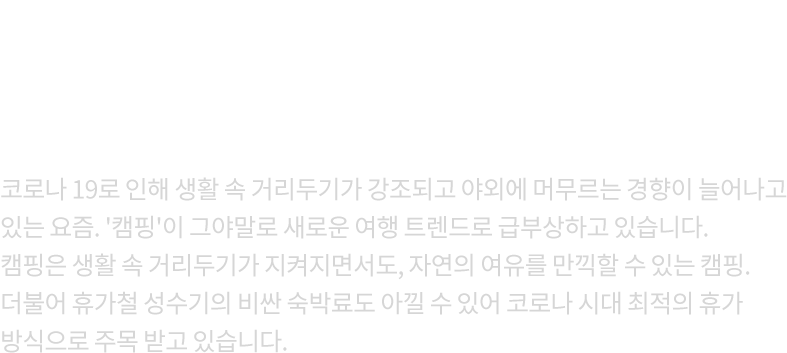 코로나 19로 인해 생활 속 거리두기가 강조되고 야외에 머무르는 경향이 늘어나고
있는 요즘. '캠핑'이 그야말로 새로운 여행 트렌드로 급부상하고 있습니다.
캠핑은 생활 속 거리두기가 지켜지면서도, 자연의 여유를 만끽할 수 있는 캠핑.
더불어 휴가철 성수기의 비싼 숙박료도 아낄 수 있어 코로나 시대 최적의 휴가
방식으로 주목 받고 있습니다.